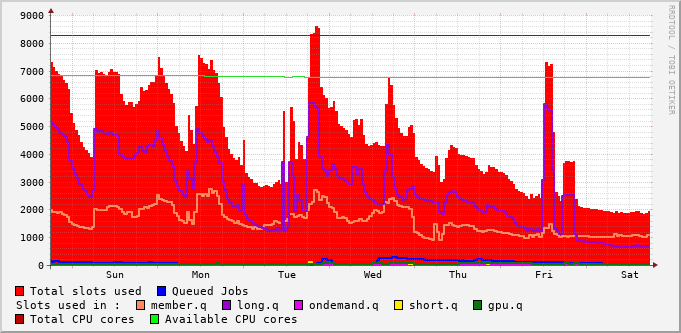 9000
8000
7000
6000
5000
4000
3000
2000
1000
0
Sun Mon Tue Wed Thu Fri Sat
RRDTOOL / TOBI OETIKER
Total slots used Queued Jobs
Slots used in : member.q long.q ondemand.q short.q gpu.q
Total CPU cores Available CPU cores